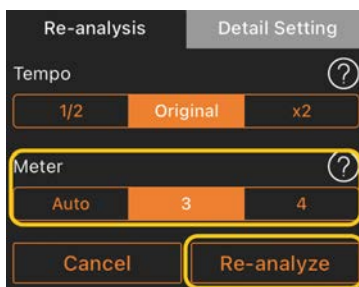 Re-analysis Detail Setting
Tempo ?
1/2 Original x2
Meter ?
Auto 3 4
Cancel Re-analyze